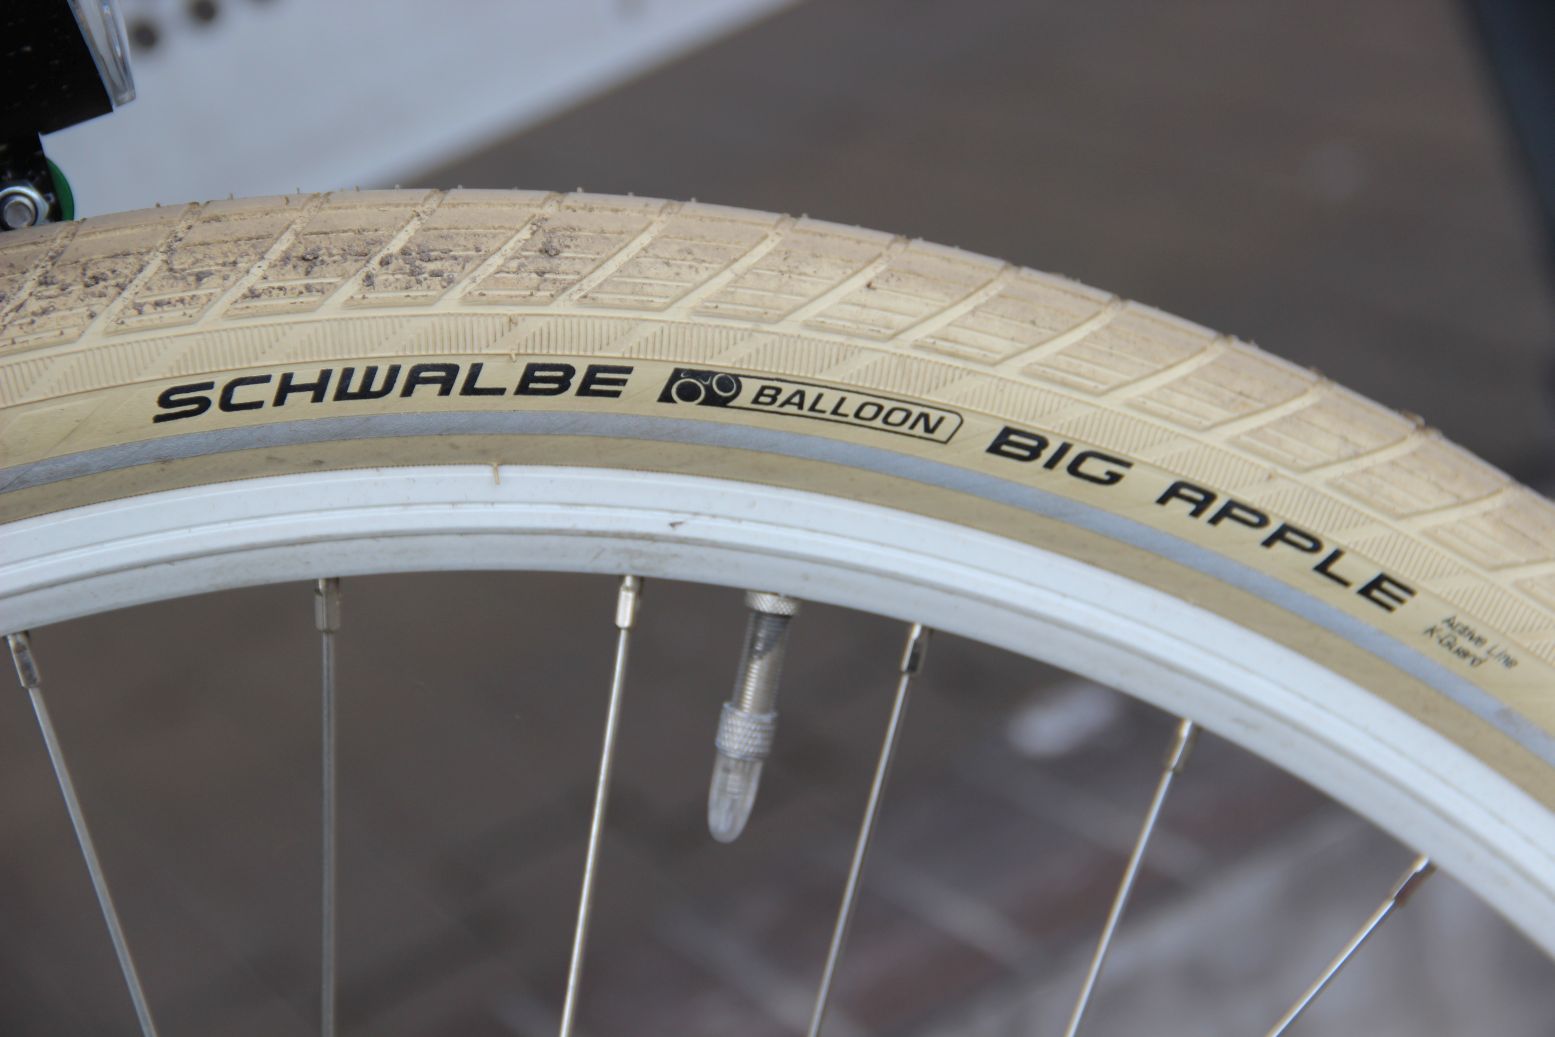 SCHWALBE BALLOON BIG APPLE
Active Line
K-Guard